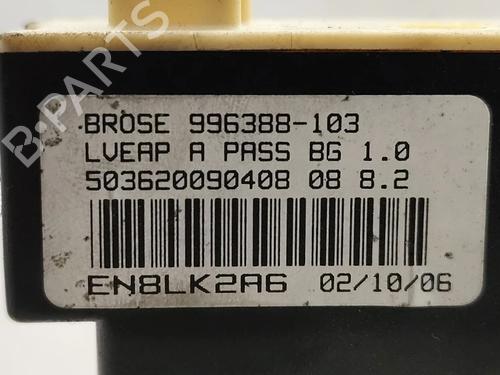 BROSE 996388-103
LVEAP A PASS BG 1.0
503620090408 08 8.2
EN8LK2A6 02/10/06
B-PARTS